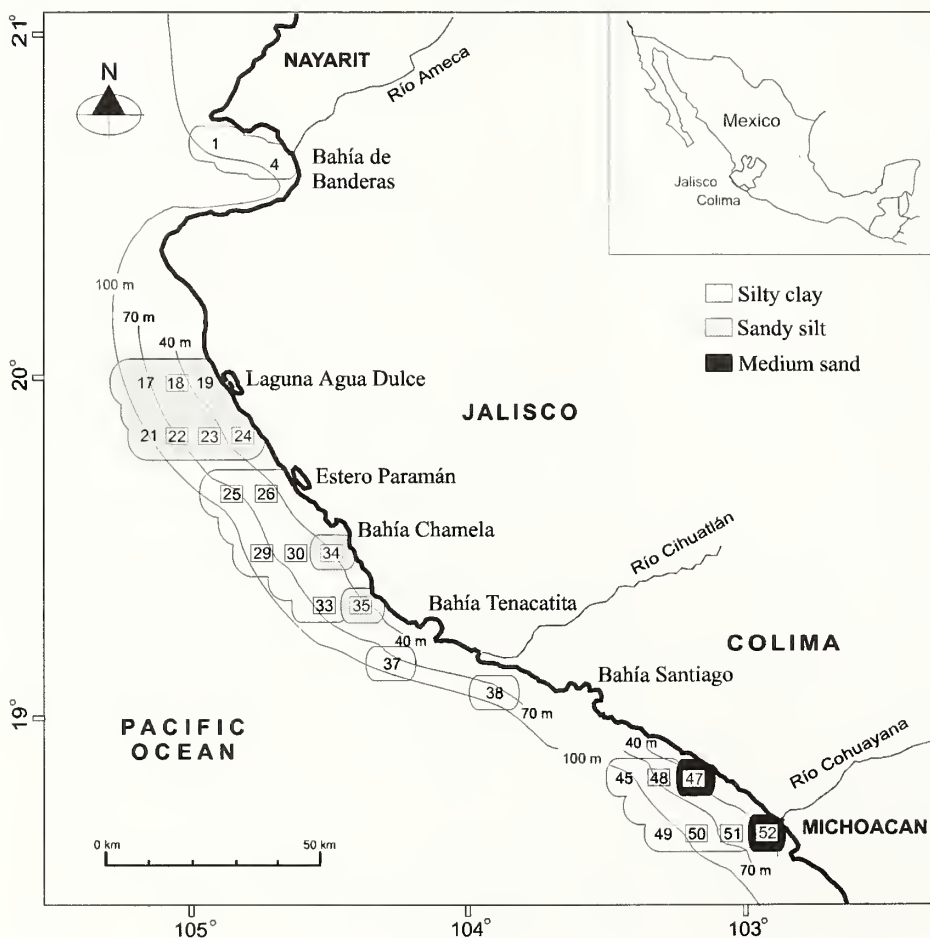 21°
NAYARIT
Río Ameca
N
1
4
Bahía de
Banderas
Mexico
Jalisco
Colima
Silty clay
Sandy silt
Medium sand
100 m
70 m
40 m
20°
17 18 19
Laguna Agua Dulce
JALISCO
21 22 23 24
Estero Paramán
25 26
Bahía Chamela
29 30 34
Río Cihuatlán
33 35
Bahía Tenacatita
40 m
37
COLIMA
38
Bahía Santiago
70 m
19°
PACIFIC
OCEAN
100 m
40 m
Río Cohuayana
45 48 47
49 50 51 52
MICHOACAN
70 m
0 km
50 km
105°
104°
103°